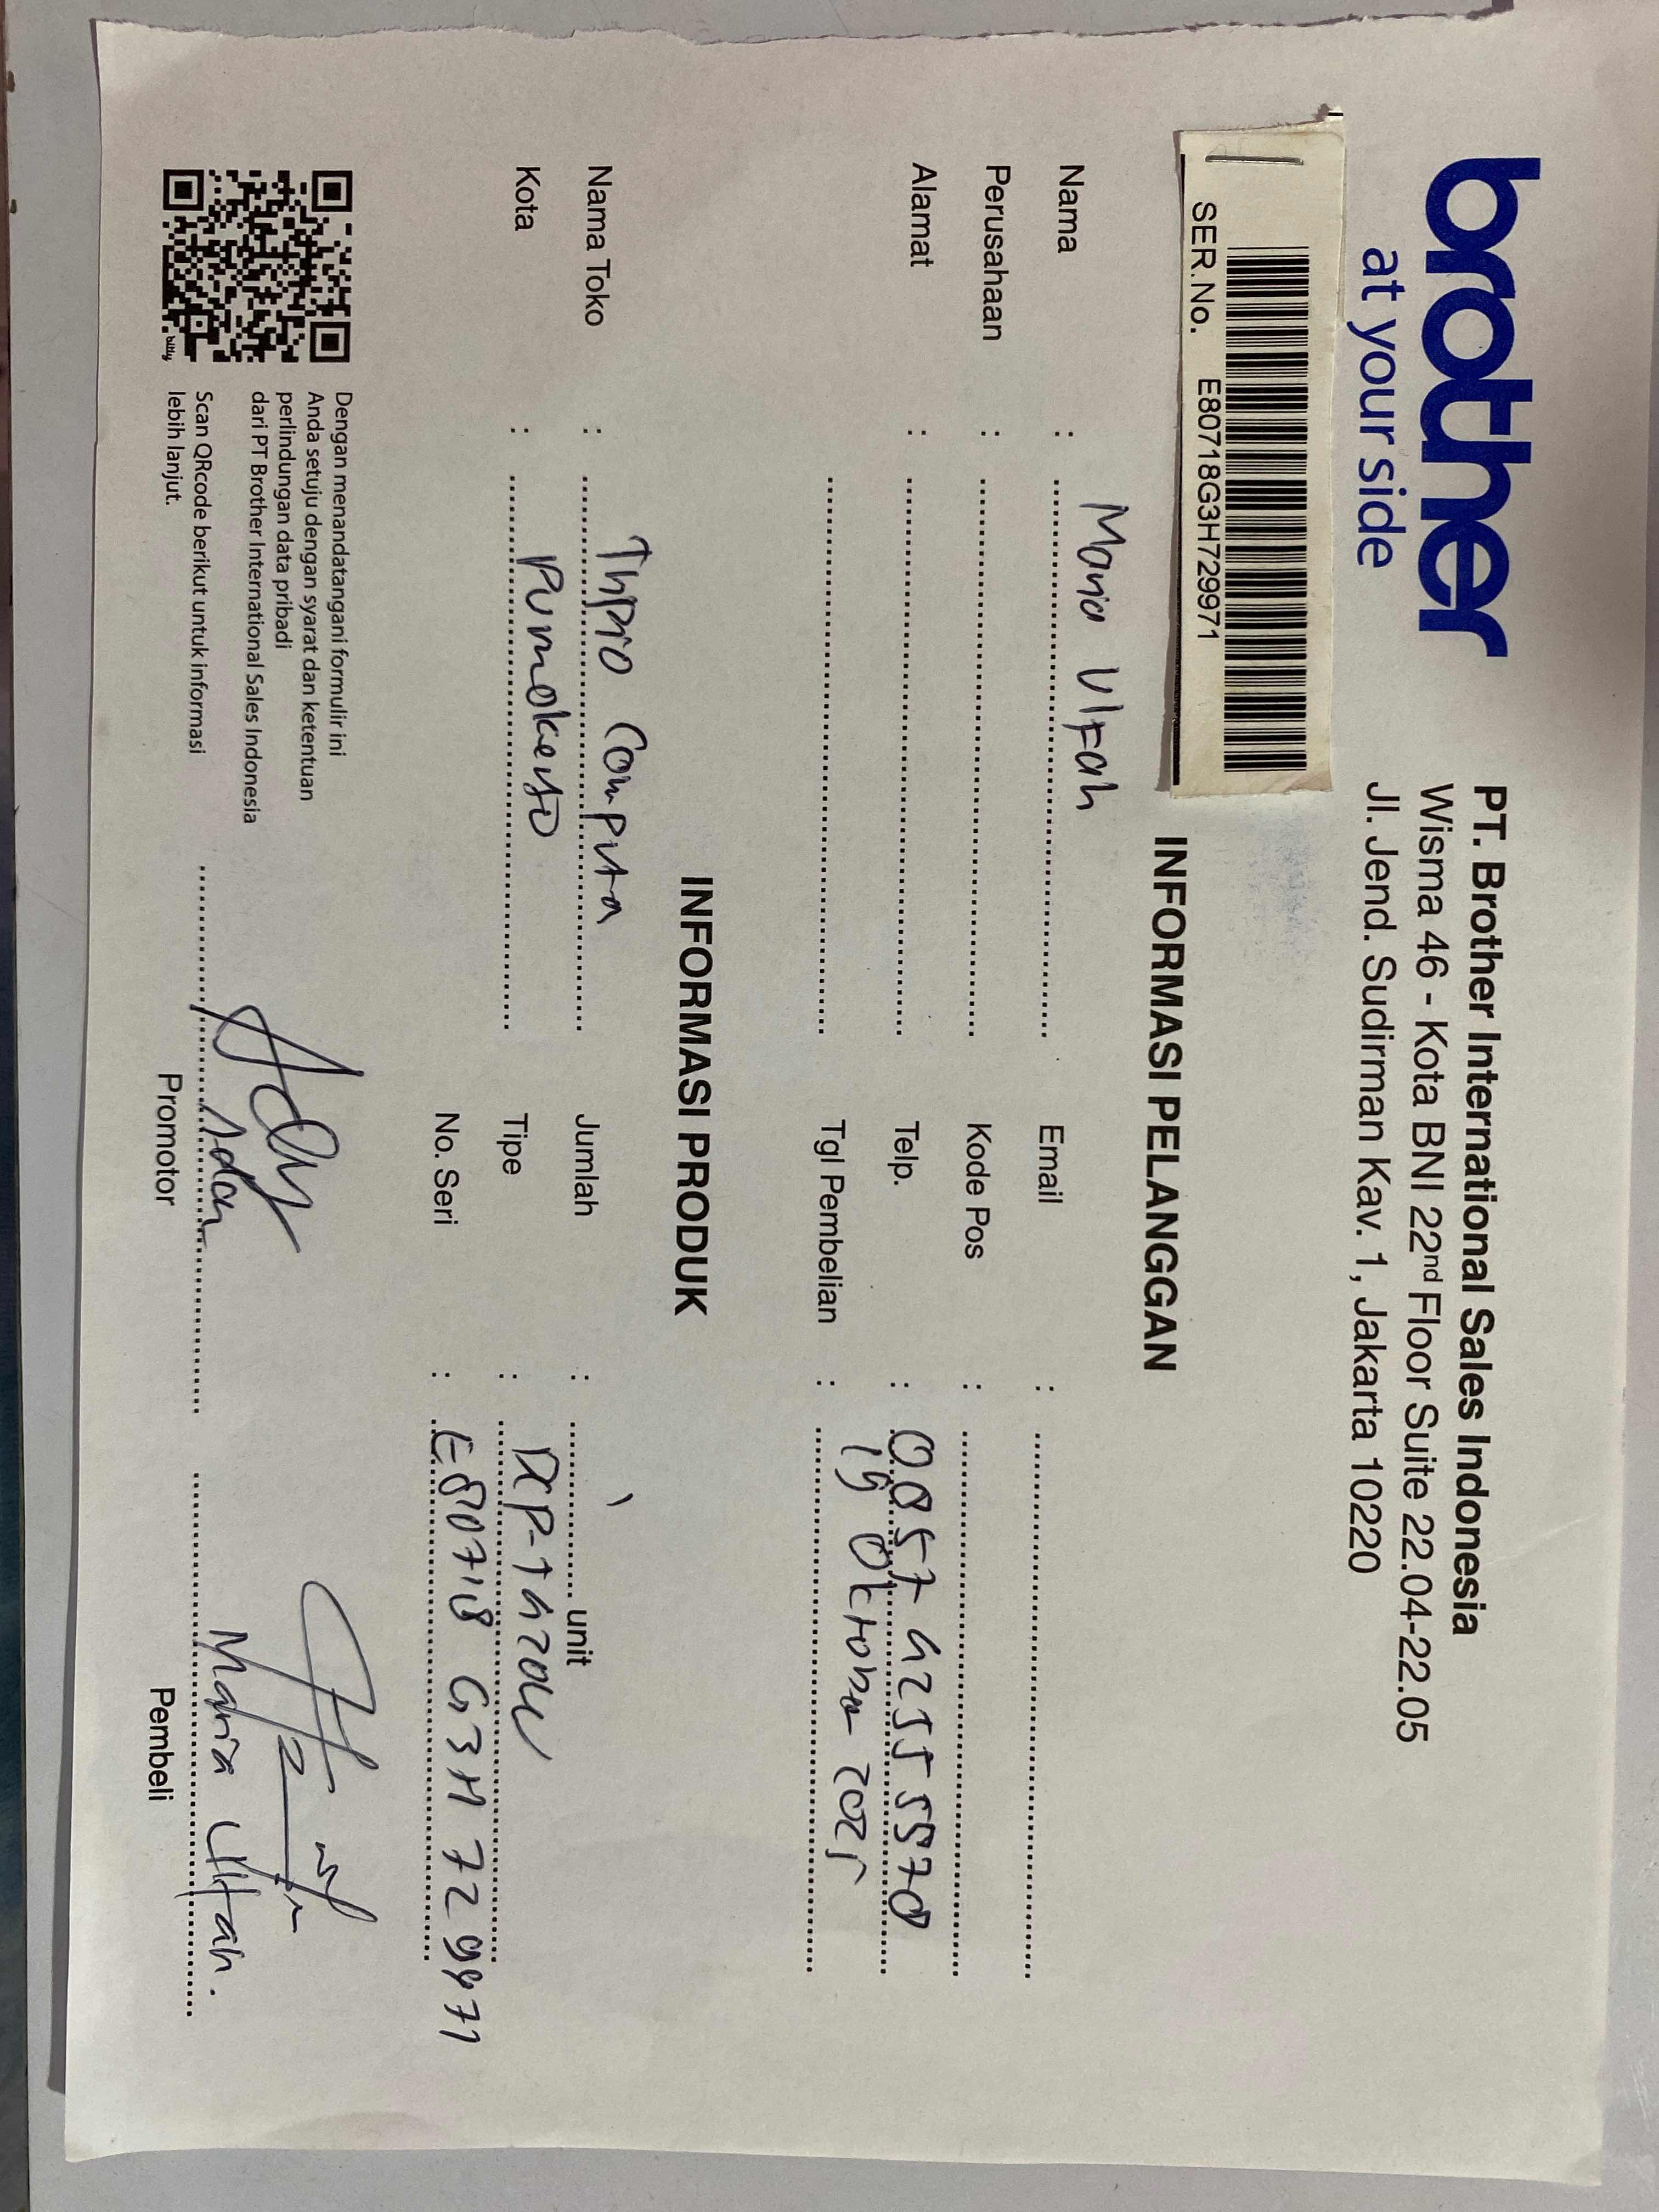 brother
at your side
PT. Brother International Sales Indonesia
Wisma 46 - Kota BNI 22nd Floor Suite 22.04-22.05
Jl. Jend. Sudirman Kav. 1, Jakarta 10220
SER. No. E80718G3H729971
INFORMASI PELANGGAN
Nama : Maria Ulfah
Email :
Perusahaan :
Kode Pos :
Alamat :
Telp. :
Tgl Pembelian : 19 Oktober 2025
INFORMASI PRODUK
Nama Toko :
Jumlah : 1 unit
Kota : Purwokerto
Tipe : DCP-T420W
No. Seri : E80718 G3H 729971
Dengan menandatangani formulir ini
Anda setuju dengan syarat dan ketentuan
perlindungan data pribadi
dari PT Brother International Sales Indonesia
Scan QRcode berikut untuk informasi
lebih lanjut.
bitly
Maria Ulfah.
Promotor
Pembeli